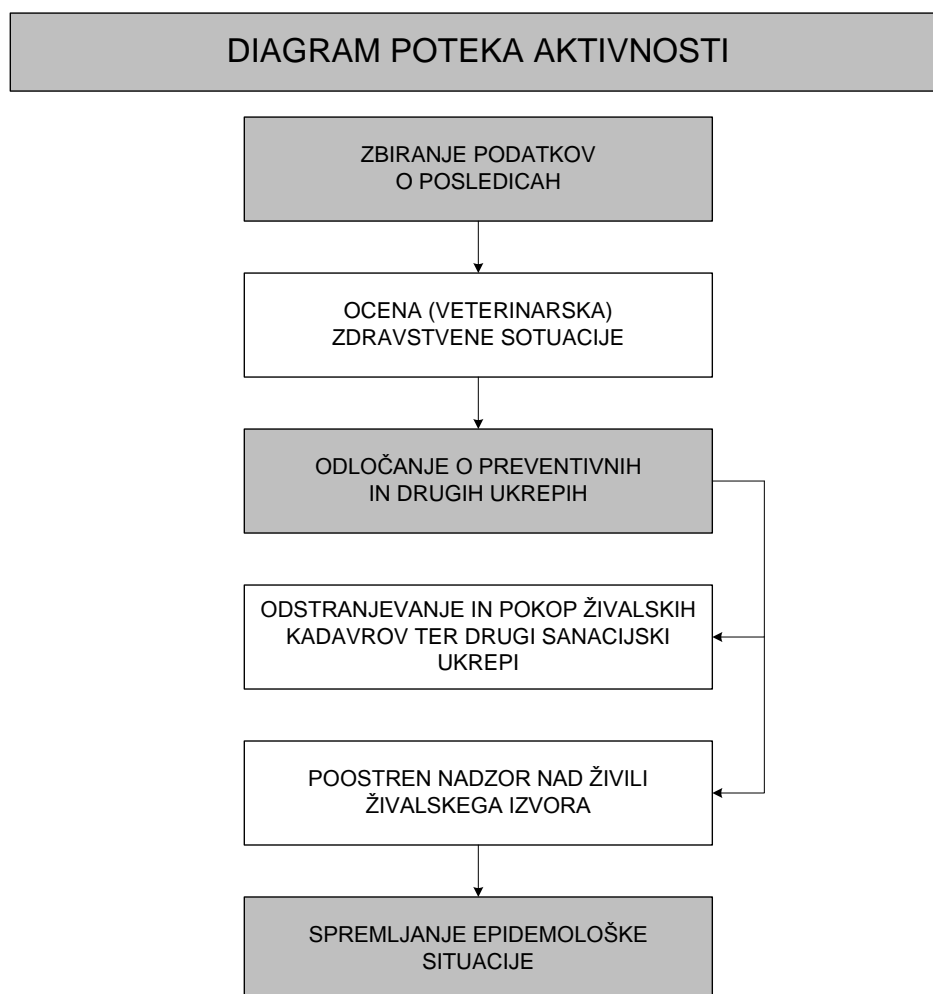 DIAGRAM POTEKA AKTIVNOSTI
ZBIRANJE PODATKOV
O POSLEDICAH
OCENA (VETERINARSKA)
ZDRAVSTVENE SOTUACIJE
ODLOČANJE O PREVENTIVNIH
IN DRUGIH UKREPIH
ODSTRANJEVANJE IN POKOP ŽIVALSKIH
KADAVROV TER DRUGI SANACIJSKI
UKREPI
POOSTREN NADZOR NAD ŽIVILI
ŽIVALSKEGA IZVORA
SPREMLJANJE EPIDEMOLOŠKE
SITUACIJE